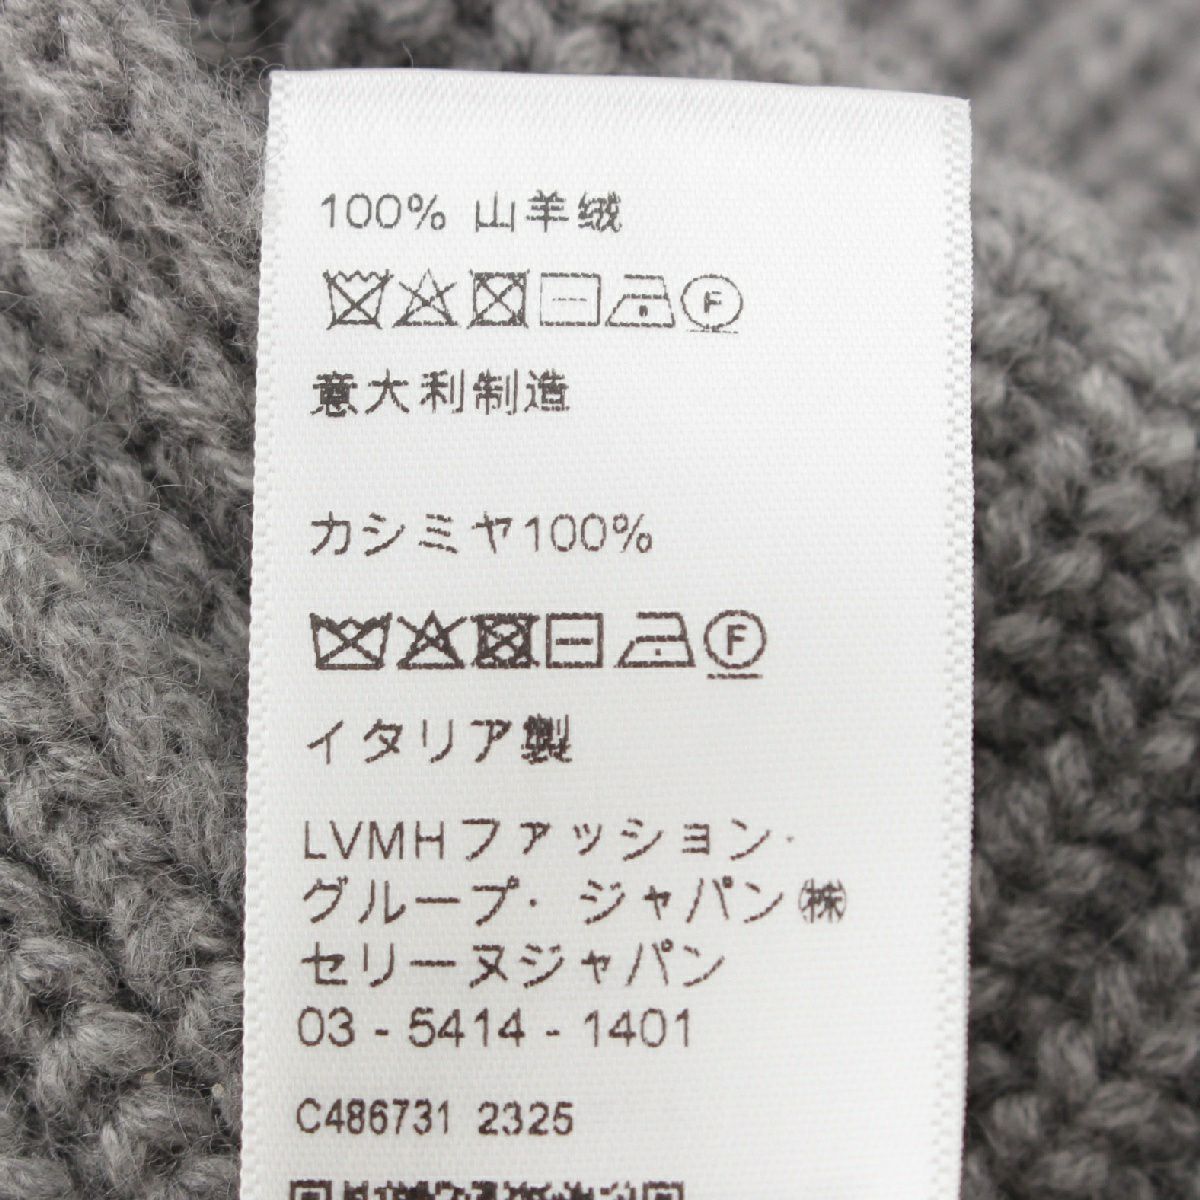 100% 山羊绒
意大利制造
カシミヤ100%
イタリア製
LVMHファッション・
グループ・ジャパン㈱
セリーヌジャパン
03 - 5414 - 1401
C486731 2325